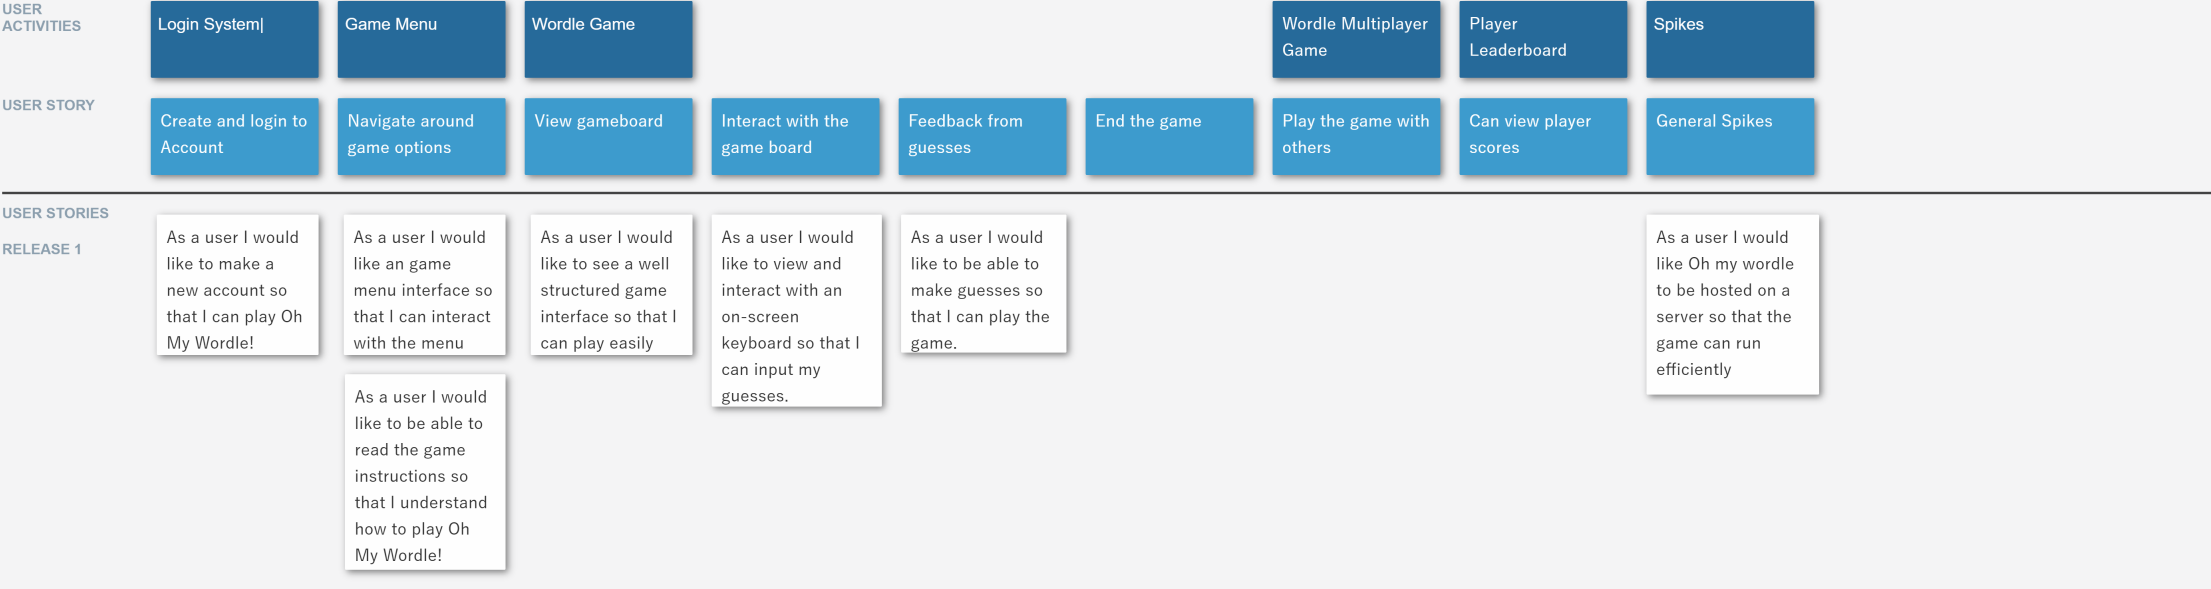 USER
ACTIVITIES
Login System|
Game Menu
Wordle Game
Wordle Multiplayer
Game
Player
Leaderboard
Spikes
USER STORY
Create and login to
Account
Navigate around
game options
View gameboard
Interact with the
game board
Feedback from
guesses
End the game
Play the game with
others
Can view player
scores
General Spikes
USER STORIES
RELEASE 1
As a user I would
like to make a
new account so
that I can play Oh
My Wordle!
As a user I would
like an game
menu interface so
that I can interact
with the menu
As a user I would
like to be able to
read the game
instructions so
that I understand
how to play Oh
My Wordle!
As a user I would
like to see a well
structured game
interface so that I
can play easily
As a user I would
like to view and
interact with an
on-screen
keyboard so that I
can input my
guesses.
As a user I would
like to be able to
make guesses so
that I can play the
game.
As a user I would
like Oh my wordle
to be hosted on a
server so that the
game can run
efficiently